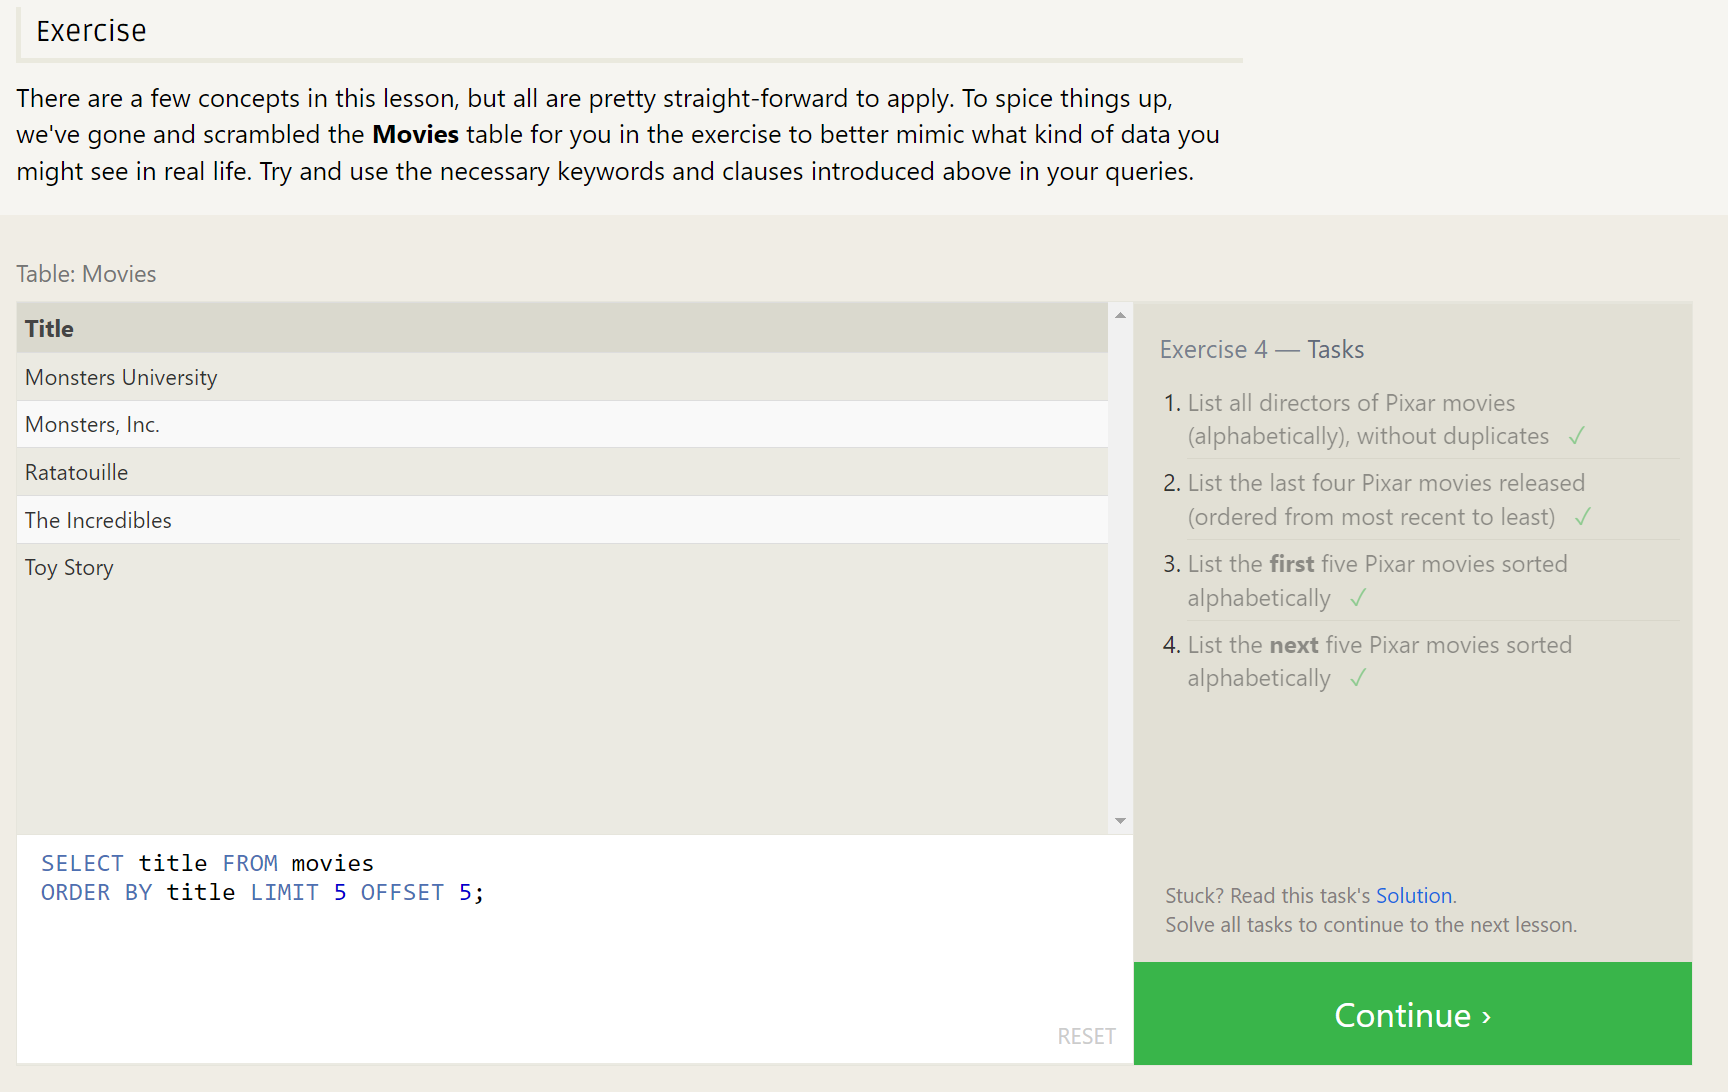 Exercise
There are a few concepts in this lesson, but all are pretty straight-forward to apply. To spice things up,
we've gone and scrambled the Movies table for you in the exercise to better mimic what kind of data you
might see in real life. Try and use the necessary keywords and clauses introduced above in your queries.
Table: Movies
Title
Monsters University
Monsters, Inc.
Ratatouille
The Incredibles
Toy Story
SELECT title FROM movies
ORDER BY title LIMIT 5 OFFSET 5;
RESET
Exercise 4 — Tasks
1. List all directors of Pixar movies
(alphabetically), without duplicates ✓
2. List the last four Pixar movies released
(ordered from most recent to least) ✓
3. List the first five Pixar movies sorted
alphabetically ✓
4. List the next five Pixar movies sorted
alphabetically ✓
Stuck? Read this task's Solution.
Solve all tasks to continue to the next lesson.
Continue ›